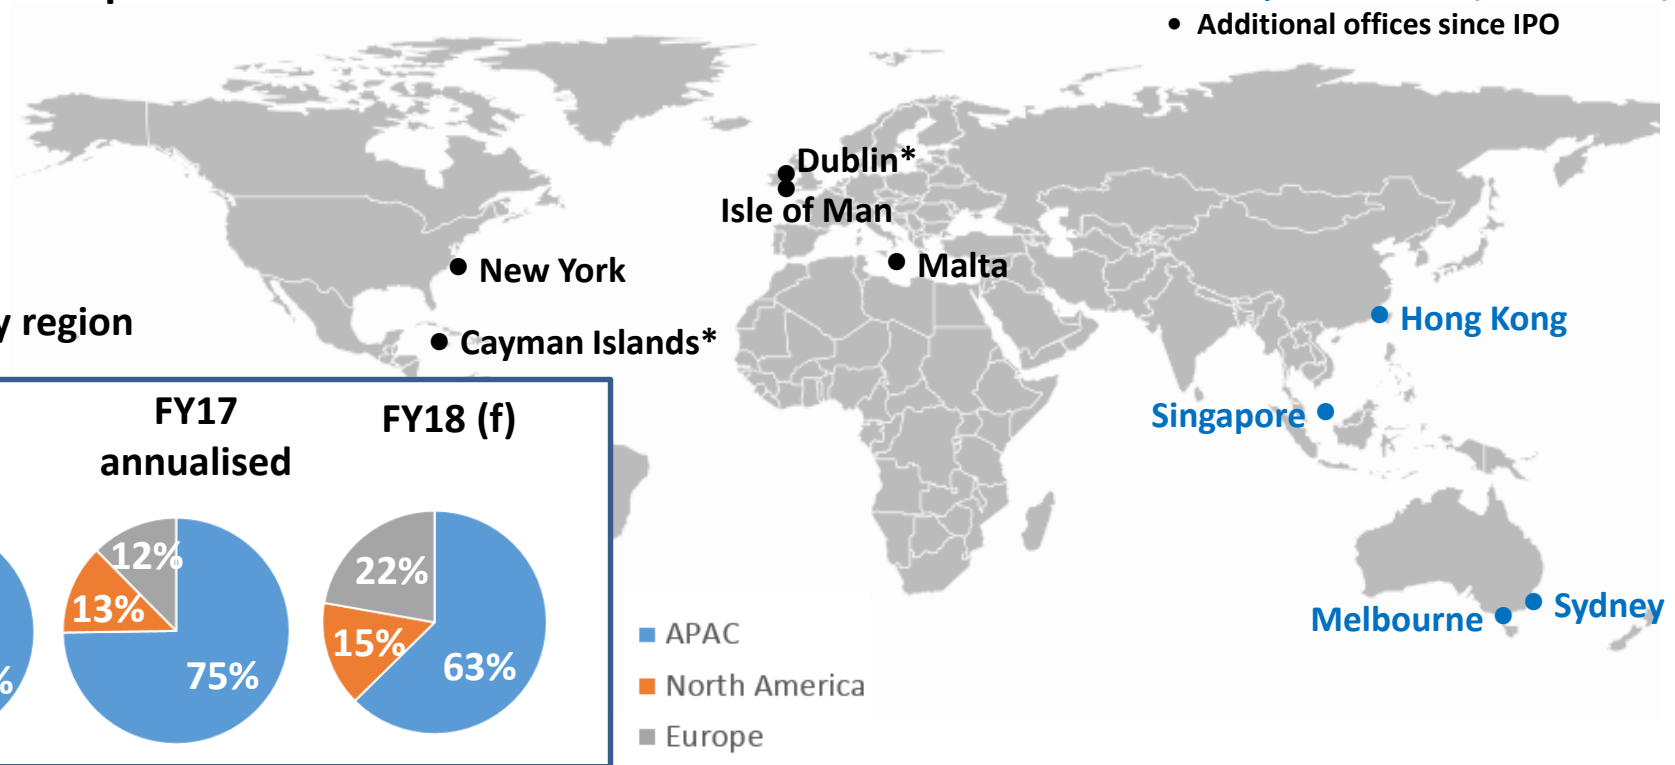 • Additional offices since IPO
Dublin*
Isle of Man
New York
Malta
Cayman Islands*
Hong Kong
Singapore
Melbourne
Sydney
region
FY17
annualised
FY18 (f)
12%
13%
75%
22%
15%
63%
%
APAC
North America
Europe